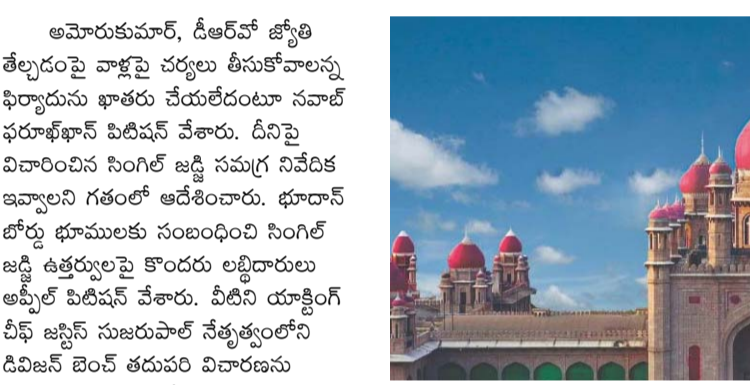 అమోరుకుమార్, డీఆర్‌వో జ్యోతి
తేల్చడంపై వాళ్లపై చర్యలు తీసుకోవాలన్న
ఫిర్యాదును ఖాతరు చేయలేదంటూ నవాబ్
ఫరూఖ్‌ఖాన్ పిటిషన్ వేశారు. దీనిపై
విచారించిన సింగిల్ జడ్జి సమగ్ర నివేదిక
ఇవ్వాలని గతంలో ఆదేశించారు. భూదాన్
బోర్డు భూములకు సంబంధించి సింగిల్
జడ్జి ఉత్తర్వులపై కొందరు లబ్ధిదారులు
అప్పీల్ పిటిషన్ వేశారు. వీటిని యాక్టింగ్
చీఫ్ జస్టిస్ సుజరుపాల్ నేతృత్వంలోని
డివిజన్ బెంచ్ తదుపరి విచారణను